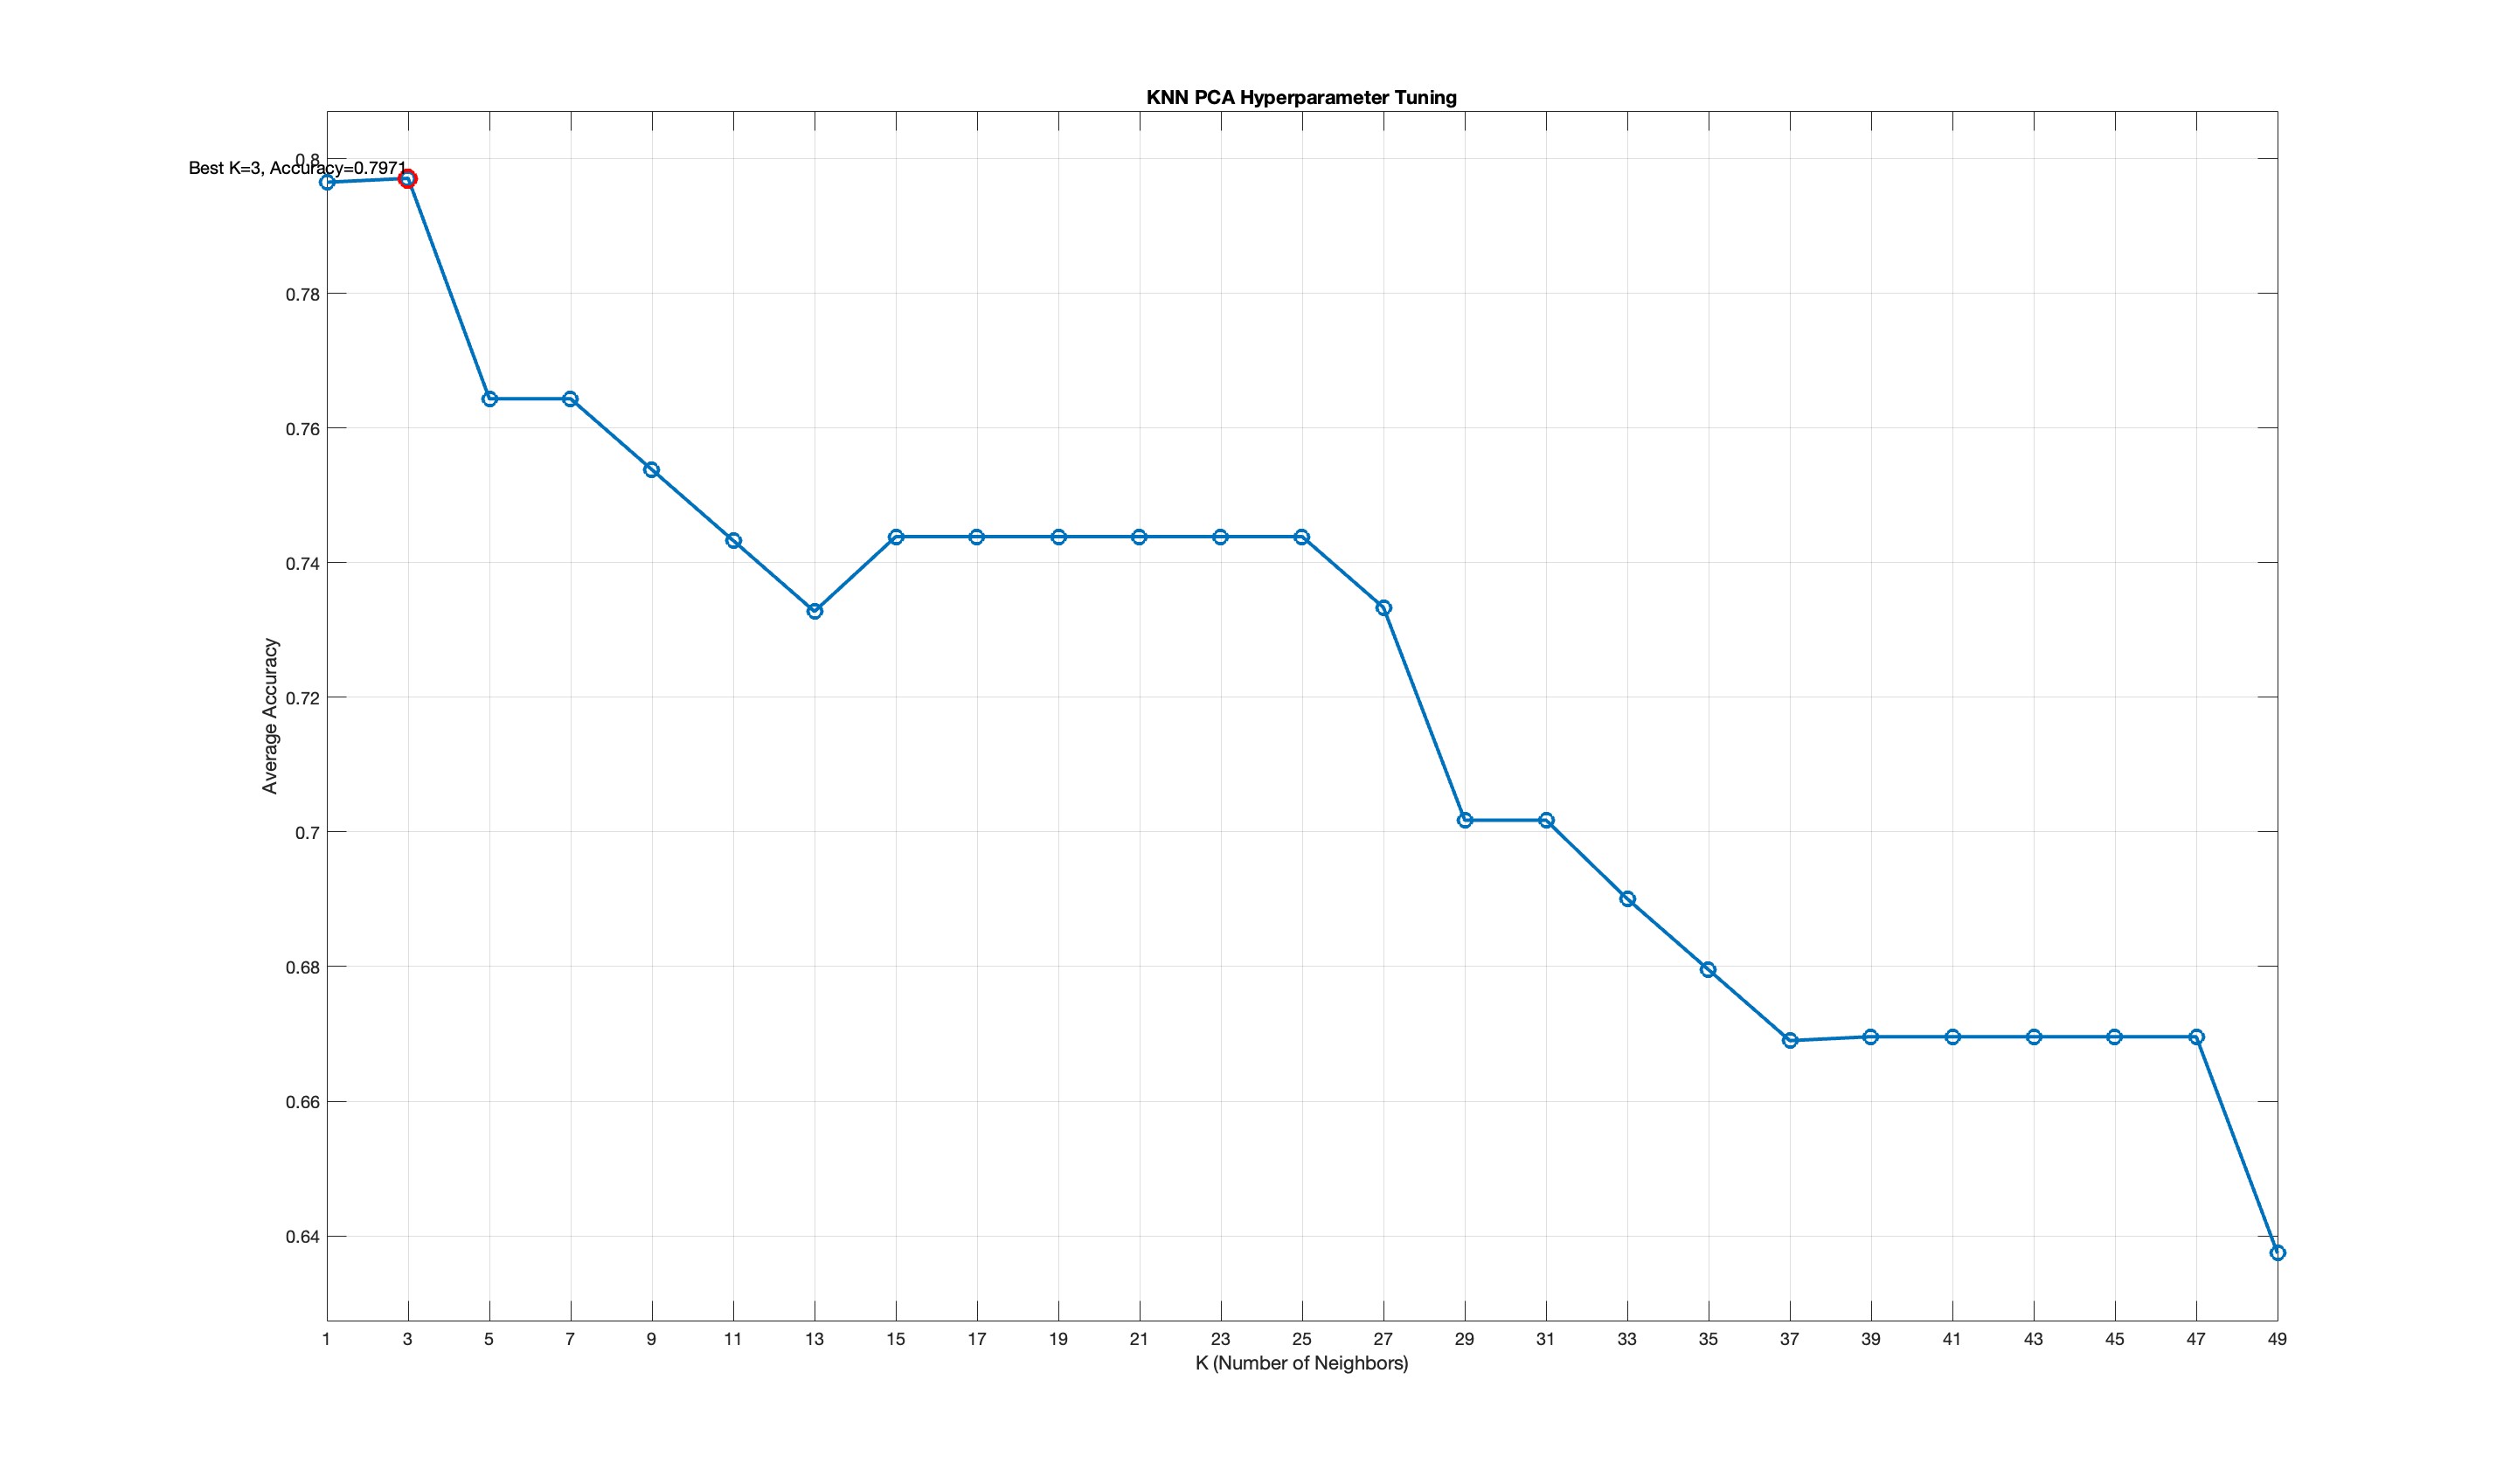 KNN PCA Hyperparameter Tuning
Best K=3, Accuracy=0.7971
0.8
0.78
0.76
0.74
0.72
0.7
0.68
0.66
0.64
Average Accuracy
1 3 5 7 9 11 13 15 17 19 21 23 25 27 29 31 33 35 37 39 41 43 45 47 49
K (Number of Neighbors)